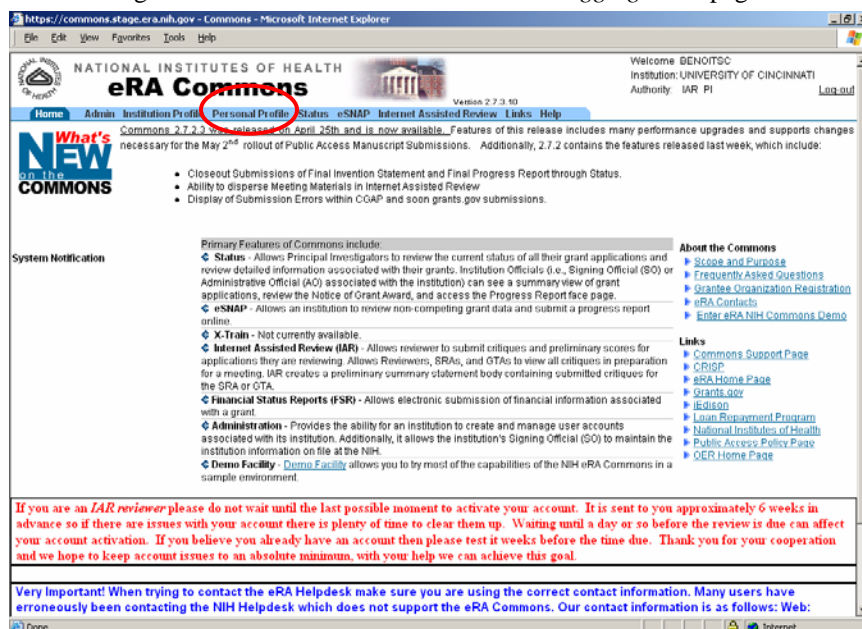 https://commons.stage.era.nih.gov - Commons - Microsoft Internet Explorer
File Edit View Favorites Tools Help
NATIONAL INSTITUTES OF HEALTH
eRA Commons
Version 2.7.3.10
Welcome BENOITSC
Institution: UNIVERSITY OF CINCINNATI
Authority: IAR PI
Log-out
Home Admin Institution Profile Personal Profile Status eSNAP Internet Assisted Review Links Help
What's NEW on the COMMONS
Commons 2.7.2.3 was released on April 25th and is now available. Features of this release includes many performance upgrades and supports changes
necessary for the May 2nd rollout of Public Access Manuscript Submissions. Additionally, 2.7.2 contains the features released last week, which include:
• Closeout Submissions of Final Invention Statement and Final Progress Report through Status.
• Ability to disperse Meeting Materials in Internet Assisted Review
• Display of Submission Errors within CGAP and soon grants.gov submissions.
System Notification
Primary Features of Commons include:
Status - Allows Principal Investigators to review the current status of all their grant applications and
review detailed information associated with their grants. Institution Officials (i.e., Signing Official (SO) or
Administrative Official (AO) associated with the institution) can see a summary view of grant
applications, review the Notice of Grant Award, and access the Progress Report face page.
eSNAP - Allows an institution to review non-competing grant data and submit a progress report
online.
X-Train - Not currently available.
Internet Assisted Review (IAR) - Allows reviewer to submit critiques and preliminary scores for
applications they are reviewing. Allows Reviewers, SRAs, and GTAs to view all critiques in preparation
for a meeting. IAR creates a preliminary summary statement body containing submitted critiques for
the SRA or GTA.
Financial Status Reports (FSR) - Allows electronic submission of financial information associated
with a grant.
Administration - Provides the ability for an institution to create and manage user accounts
associated with its institution. Additionally, it allows the institution's Signing Official (SO) to maintain the
institution information on file at the NIH.
Demo Facility - Demo Facility allows you to try most of the capabilities of the NIH eRA Commons in a
sample environment.
About the Commons
Scope and Purpose
Frequently Asked Questions
Grantee Organization Registration
eRA Contacts
Enter eRA NIH Commons Demo
Links
Commons Support Page
CRISP
eRA Home Page
Grants.gov
iEdison
Loan Repayment Program
National Institutes of Health
Public Access Policy Page
OER Home Page
If you are an IAR reviewer please do not wait until the last possible moment to activate your account. It is sent to you approximately 6 weeks in
advance so if there are issues with your account there is plenty of time to clear them up. Waiting until a day or so before the review is due can affect
your account activation. If you believe you already have an account then please test it weeks before the time due. Thank you for your cooperation
and we hope to keep account issues to an absolute minimum, with your help we can achieve this goal.
Very Important! When trying to contact the eRA Helpdesk make sure you are using the correct contact information. Many users have
erroneously been contacting the NIH Helpdesk which does not support the eRA Commons. Our contact information is as follows: Web:
Done
Internet